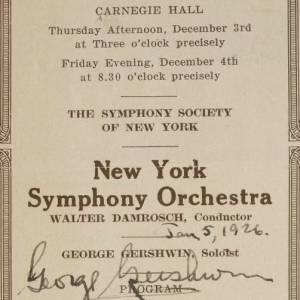 CARNEGIE HALL
Thursday Afternoon, December 3rd
at Three o'clock precisely
Friday Evening, December 4th
at 8.30 o'clock precisely
THE SYMPHONY SOCIETY
OF NEW YORK
New York
Symphony Orchestra
WALTER DAMROSCH, Conductor
Jan 5, 1926.
GEORGE GERSHWIN, Soloist
George Gershwin
PROGRAM